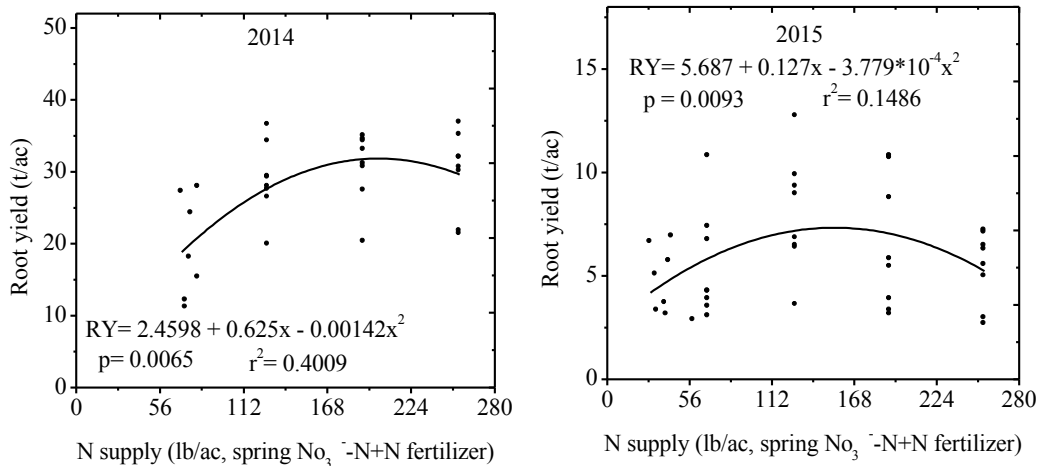 2014
50
40
30
20
10
0
Root yield (t/ac)
RY= 2.4598 + 0.625x - 0.00142x²
p= 0.0065 r²= 0.4009
0 56 112 168 224 280
N supply (lb/ac, spring No₃⁻-N+N fertilizer)
2015
RY= 5.687 + 0.127x - 3.779*10⁻⁴x²
p = 0.0093 r²= 0.1486
15
10
5
0
Root yield (t/ac)
0 56 112 168 224 280
N supply (lb/ac, spring No₃⁻-N+N fertilizer)